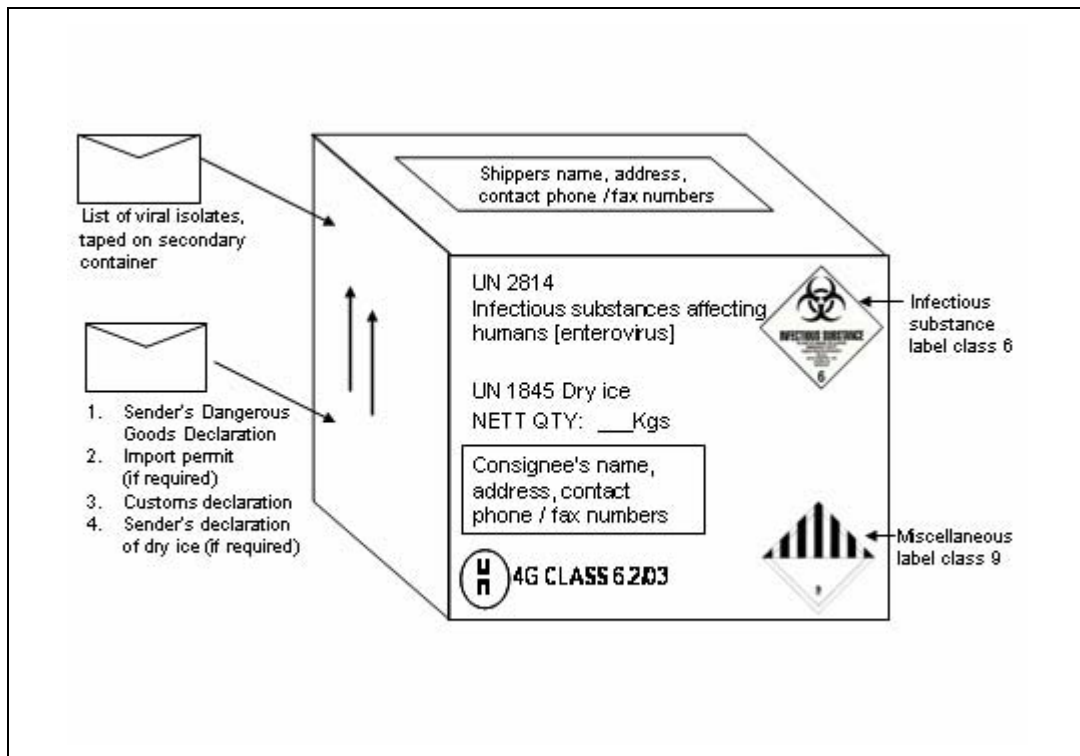 Shippers name, address,
contact phone / fax numbers
List of viral isolates,
taped on secondary
container
UN 2814
Infectious substances affecting
humans [enterovirus]
UN 1845 Dry ice
NETT QTY: ___Kgs
Consignee's name,
address, contact
phone / fax numbers
UN
4G CLASS 6.2/03
INFECTIOUS SUBSTANCE
6
Infectious
substance
label class 6
1. Sender's Dangerous
Goods Declaration
2. Import permit
(if required)
3. Customs declaration
4. Sender's declaration
of dry ice (if required)
9
Miscellaneous
label class 9